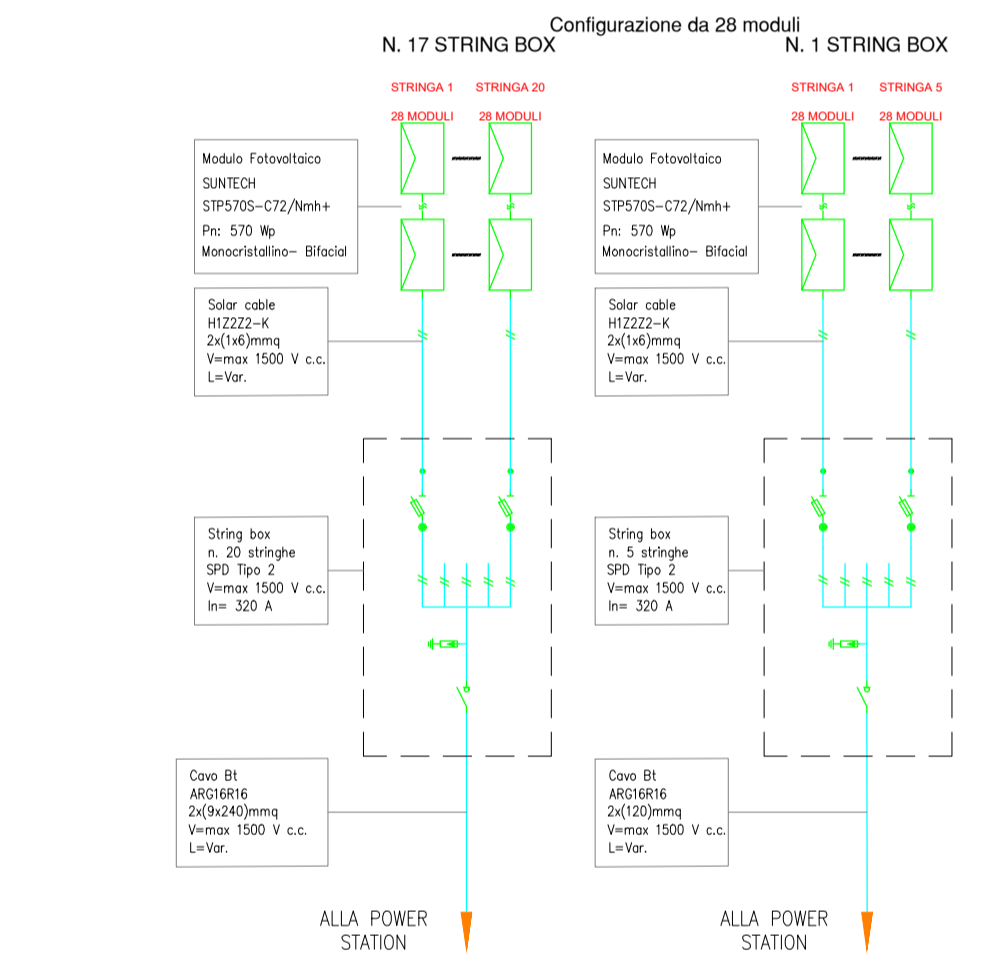 Configurazione da 28 moduli
N. 17 STRING BOX
STRINGA 1
STRINGA 20
28 MODULI
28 MODULI
Modulo Fotovoltaico
SUNTECH
STP570S-C72/Nmh+
Pn: 570 Wp
Monocristallino- Bifacial
Solar cable
H1Z2Z2-K
2x(1x6)mmq
V=max 1500 V c.c.
L=Var.
String box
n. 20 stringhe
SPD Tipo 2
V=max 1500 V c.c.
In= 320 A
Cavo Bt
ARG16R16
2x(9x240)mmq
V=max 1500 V c.c.
L=Var.
ALLA POWER
STATION
N. 1 STRING BOX
STRINGA 1
STRINGA 5
28 MODULI
28 MODULI
Modulo Fotovoltaico
SUNTECH
STP570S-C72/Nmh+
Pn: 570 Wp
Monocristallino- Bifacial
Solar cable
H1Z2Z2-K
2x(1x6)mmq
V=max 1500 V c.c.
L=Var.
String box
n. 5 stringhe
SPD Tipo 2
V=max 1500 V c.c.
In= 320 A
Cavo Bt
ARG16R16
2x(120)mmq
V=max 1500 V c.c.
L=Var.
ALLA POWER
STATION